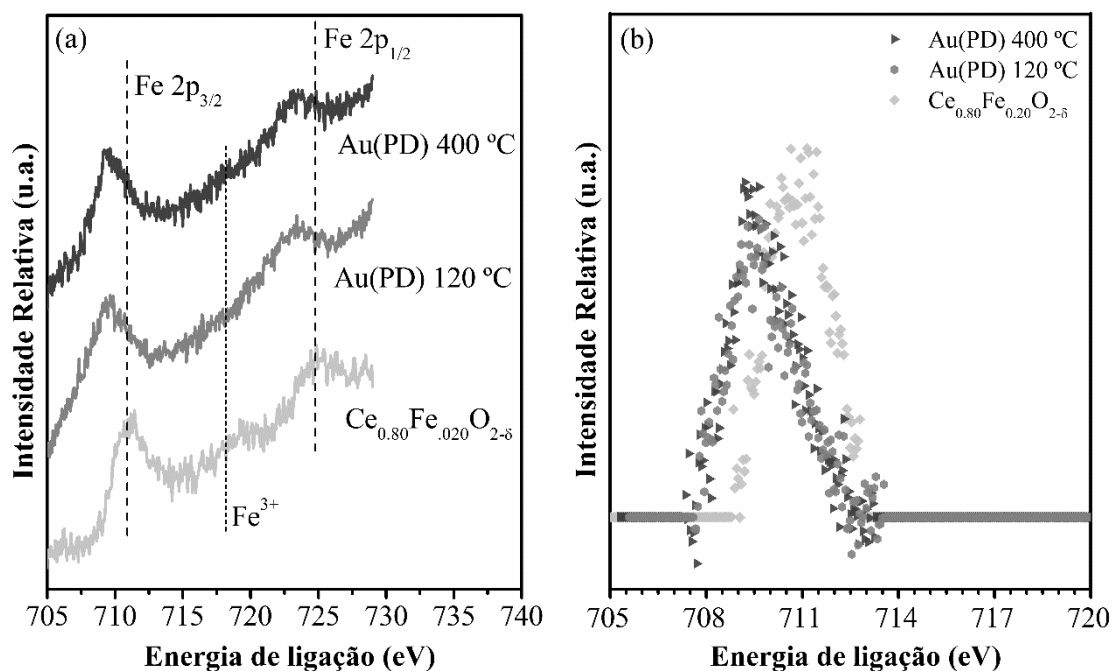 (a)
Fe 2p1/2
Fe 2p3/2
Au(PD) 400 ºC
Au(PD) 120 ºC
Ce0.80Fe.020O2-δ
Fe3+
Intensidade Relativa (u.a.)
705 710 715 720 725 730 735 740
Energia de ligação (eV)
(b)
Au(PD) 400 ºC
Au(PD) 120 ºC
Ce0.80Fe0.20O2-δ
Intensidade Relativa (u.a.)
705 708 711 714 717 720
Energia de ligação (eV)